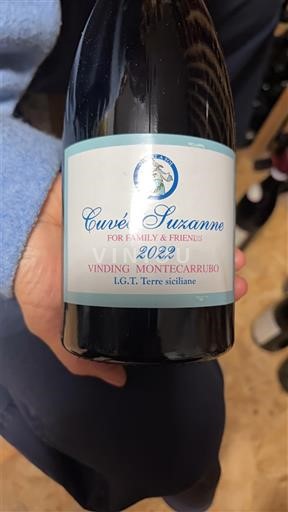 Cuvée Suzanne
FOR FAMILY & FRIENDS
2022
VINDING MONTECARRUBO
I.G.T. Terre siciliane